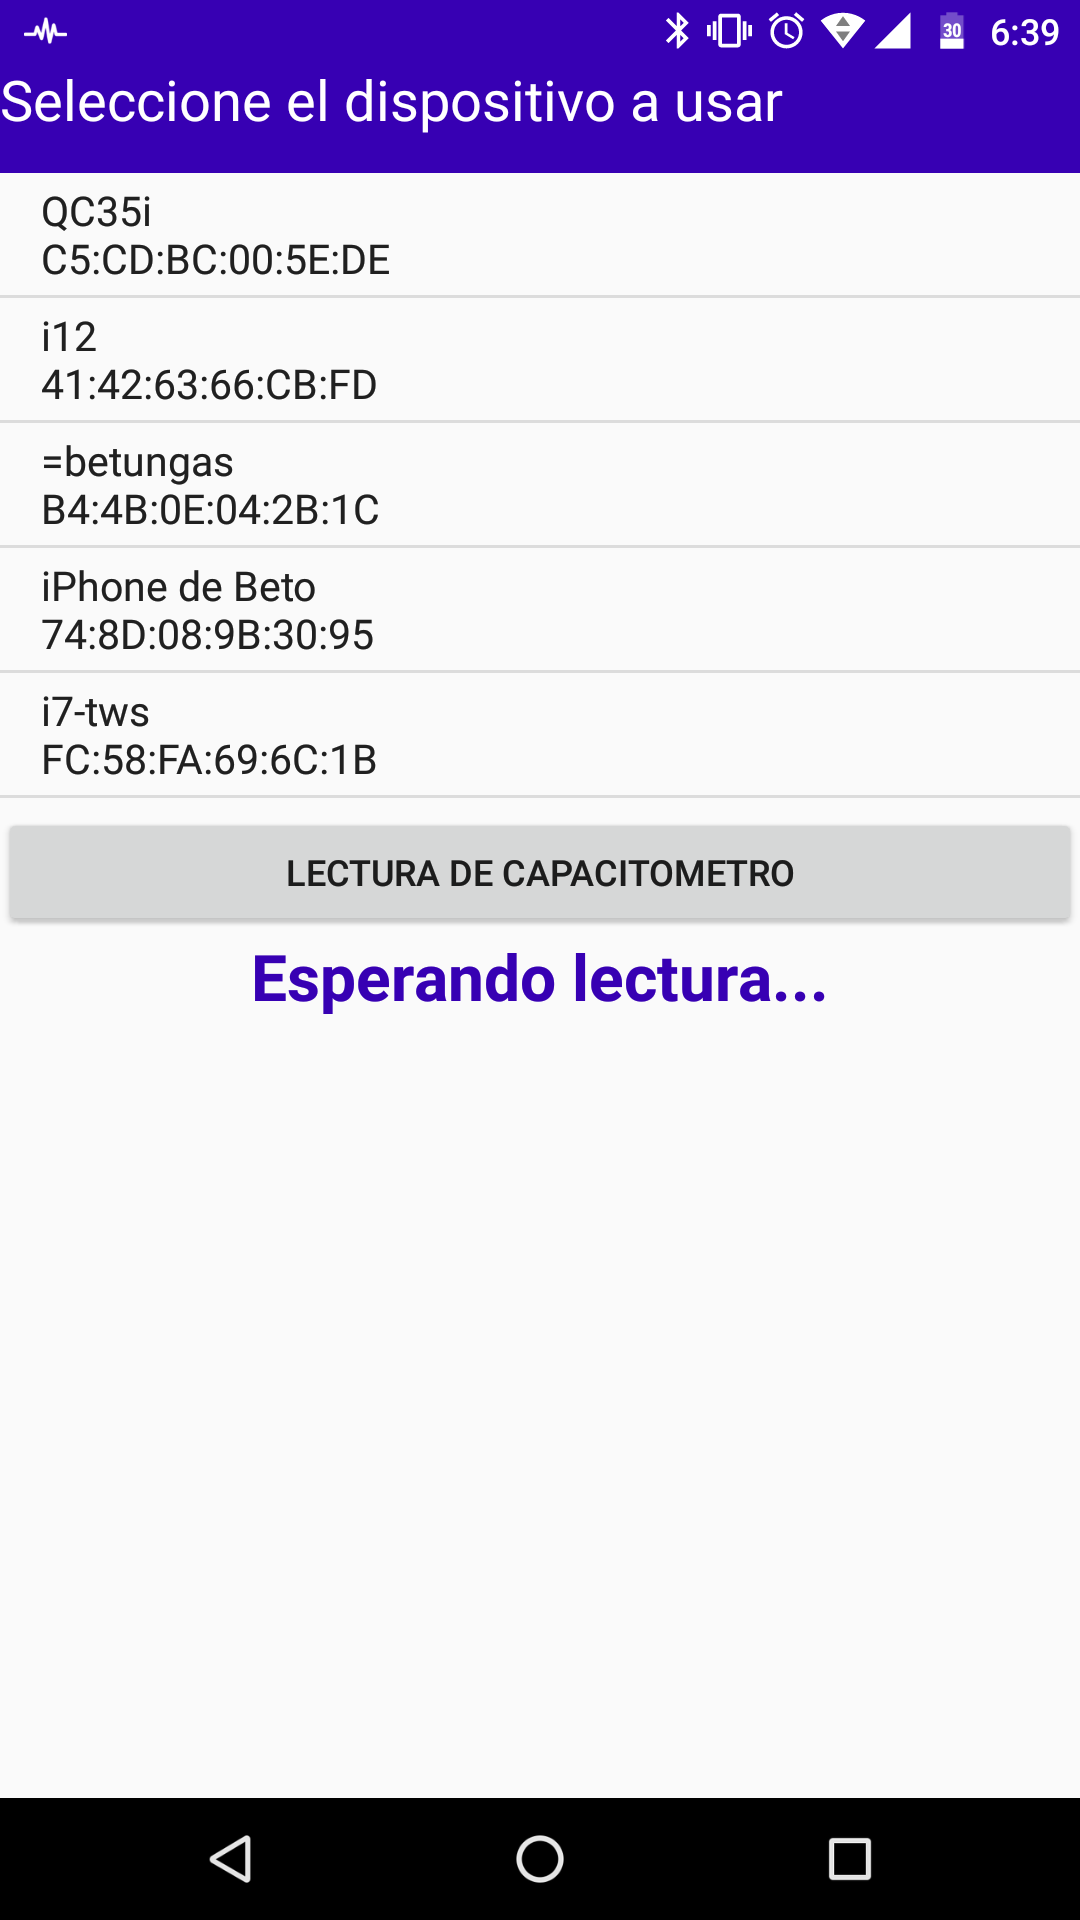 30 6:39
Seleccione el dispositivo a usar
QC35i
C5:CD:BC:00:5E:DE
i12
41:42:63:66:CB:FD
=betungas
B4:4B:0E:04:2B:1C
iPhone de Beto
74:8D:08:9B:30:95
i7-tws
FC:58:FA:69:6C:1B
LECTURA DE CAPACITOMETRO
Esperando lectura...